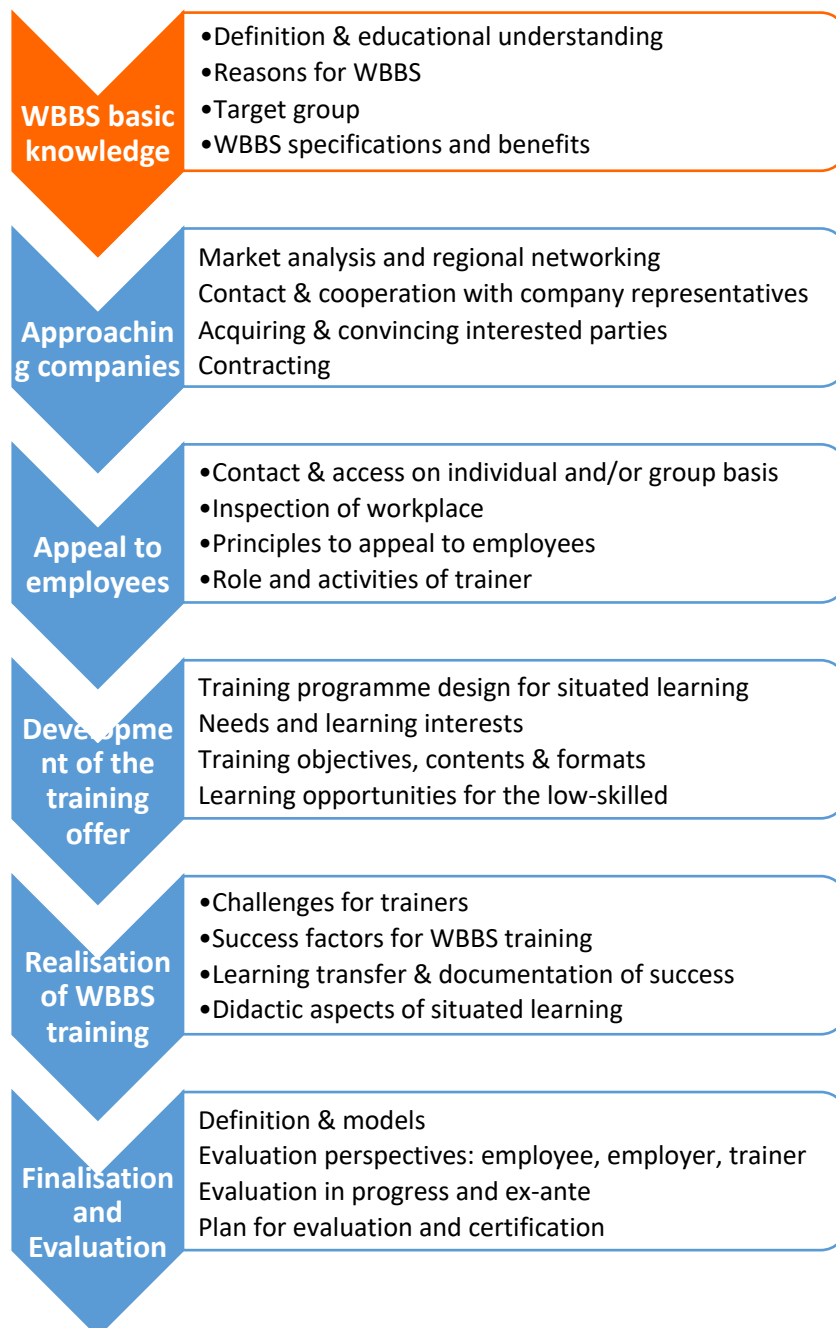 WBBS basic
knowledge
•Definition & educational understanding
•Reasons for WBBS
•Target group
•WBBS specifications and benefits
Approachin
g companies
Market analysis and regional networking
Contact & cooperation with company representatives
Acquiring & convincing interested parties
Contracting
Appeal to
employees
•Contact & access on individual and/or group basis
•Inspection of workplace
•Principles to appeal to employees
•Role and activities of trainer
Developme
nt of the
training
offer
Training programme design for situated learning
Needs and learning interests
Training objectives, contents & formats
Learning opportunities for the low-skilled
Realisation
of WBBS
training
•Challenges for trainers
•Success factors for WBBS training
•Learning transfer & documentation of success
•Didactic aspects of situated learning
Finalisation
and
Evaluation
Definition & models
Evaluation perspectives: employee, employer, trainer
Evaluation in progress and ex-ante
Plan for evaluation and certification